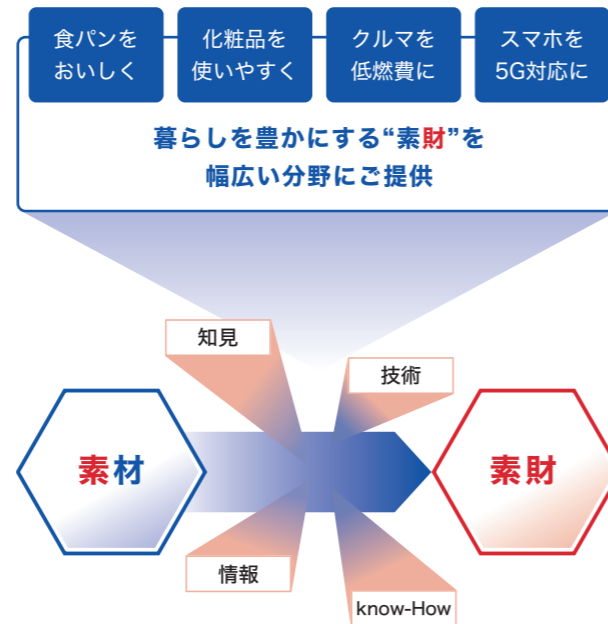 食パンを
おいしく
化粧品を
使いやすく
クルマを
低燃費に
スマホを
5G対応に
暮らしを豊かにする“素財”を
幅広い分野にご提供
知見
技術
素材
素財
情報
know-How